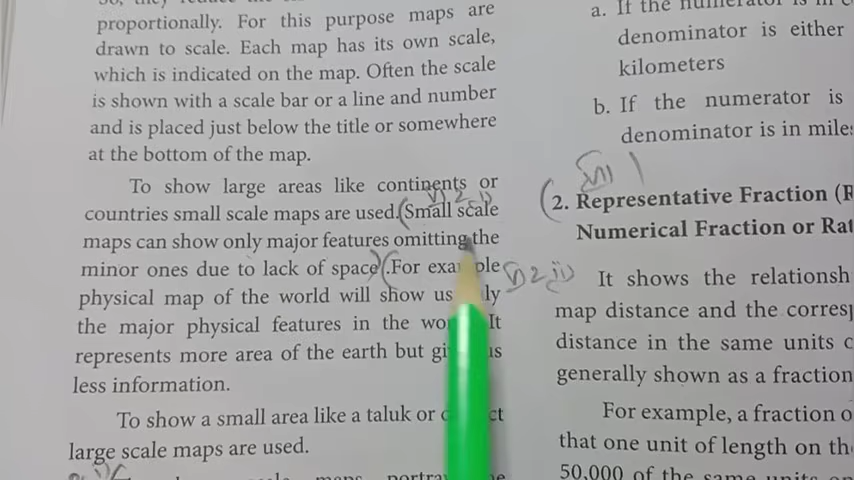 proportionally. For this purpose maps are
drawn to scale. Each map has its own scale,
which is indicated on the map. Often the scale
is shown with a scale bar or a line and number
and is placed just below the title or somewhere
at the bottom of the map.
To show large areas like continents or
countries small scale maps are used. (Small scale
maps can show only major features omitting the
minor ones due to lack of space). (For
physical map of the world will show us
the major physical features in the It
represents more area of the earth but
less information.
To show a small area like a taluk or
large scale maps are used.
a. If the
denominator is either
kilometers
b. If the numerator is
denominator is in
2. Representative Fraction
Numerical Fraction or
It shows the
map distance and the
distance in the same units
generally shown as a fraction
For example, a fraction
that one unit of length on
50,000 of the same units